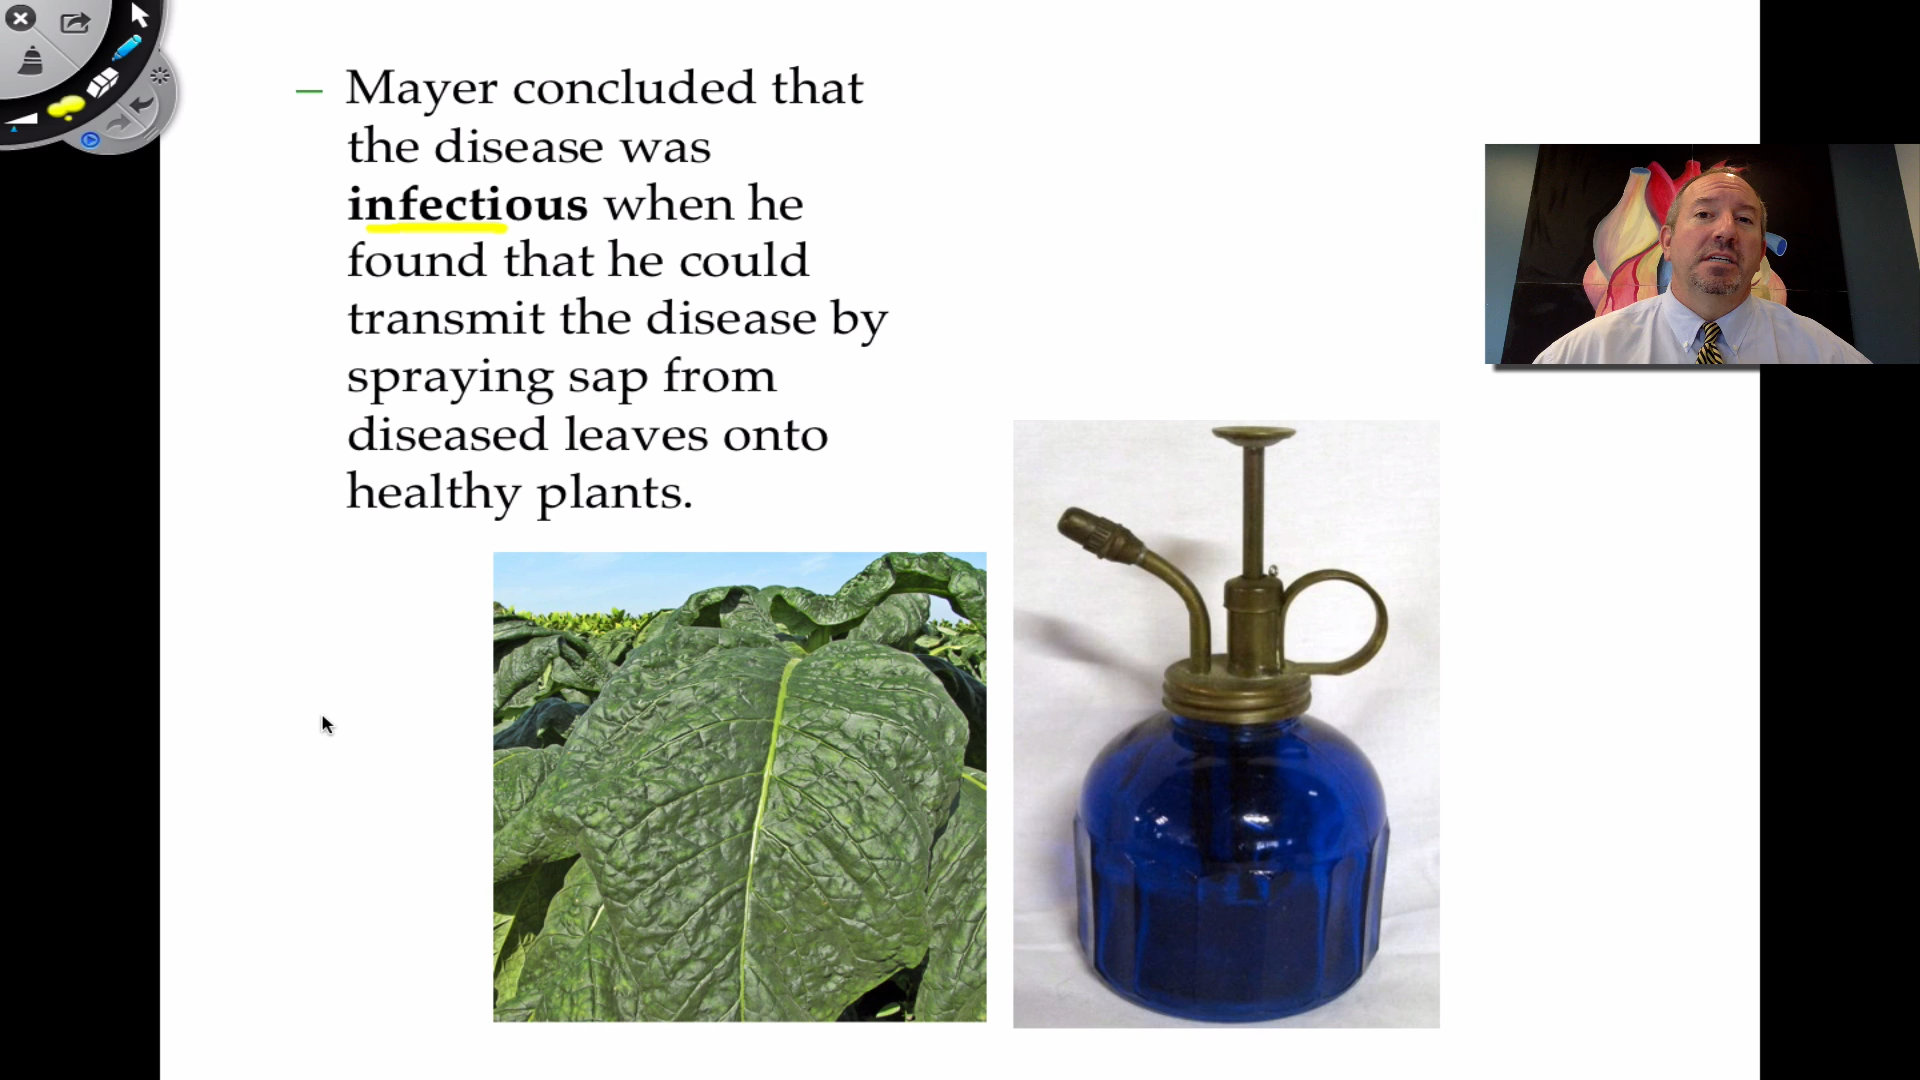 – Mayer concluded that
the disease was
infectious when he
found that he could
transmit the disease by
spraying sap from
diseased leaves onto
healthy plants.